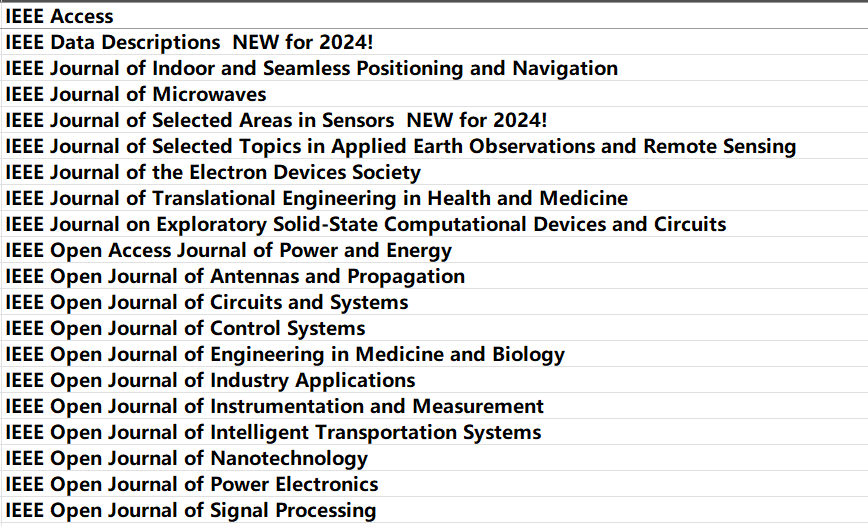 IEEE Access
IEEE Data Descriptions  NEW for 2024!
IEEE Journal of Indoor and Seamless Positioning and Navigation
IEEE Journal of Microwaves
IEEE Journal of Selected Areas in Sensors  NEW for 2024!
IEEE Journal of Selected Topics in Applied Earth Observations and Remote Sensing
IEEE Journal of the Electron Devices Society
IEEE Journal of Translational Engineering in Health and Medicine
IEEE Journal on Exploratory Solid-State Computational Devices and Circuits
IEEE Open Access Journal of Power and Energy
IEEE Open Journal of Antennas and Propagation
IEEE Open Journal of Circuits and Systems
IEEE Open Journal of Control Systems
IEEE Open Journal of Engineering in Medicine and Biology
IEEE Open Journal of Industry Applications
IEEE Open Journal of Instrumentation and Measurement
IEEE Open Journal of Intelligent Transportation Systems
IEEE Open Journal of Nanotechnology
IEEE Open Journal of Power Electronics
IEEE Open Journal of Signal Processing